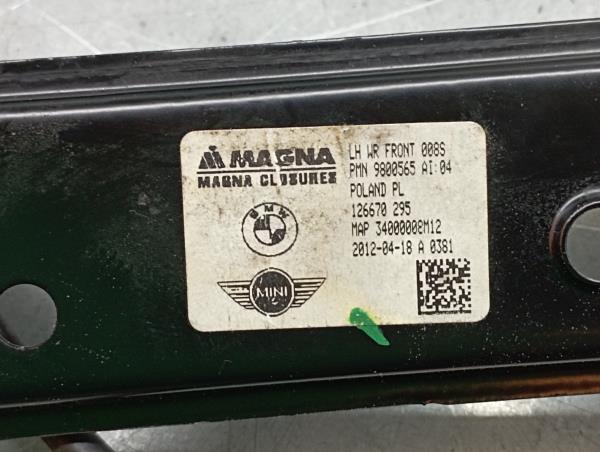 MAGNA
MAGNA CLOSURES
BMW
MINI
LH WR FRONT 008S
PMN 9800565 AI:04
POLAND PL
126670 295
MAP 34000008M12
2012-04-18 A 0381